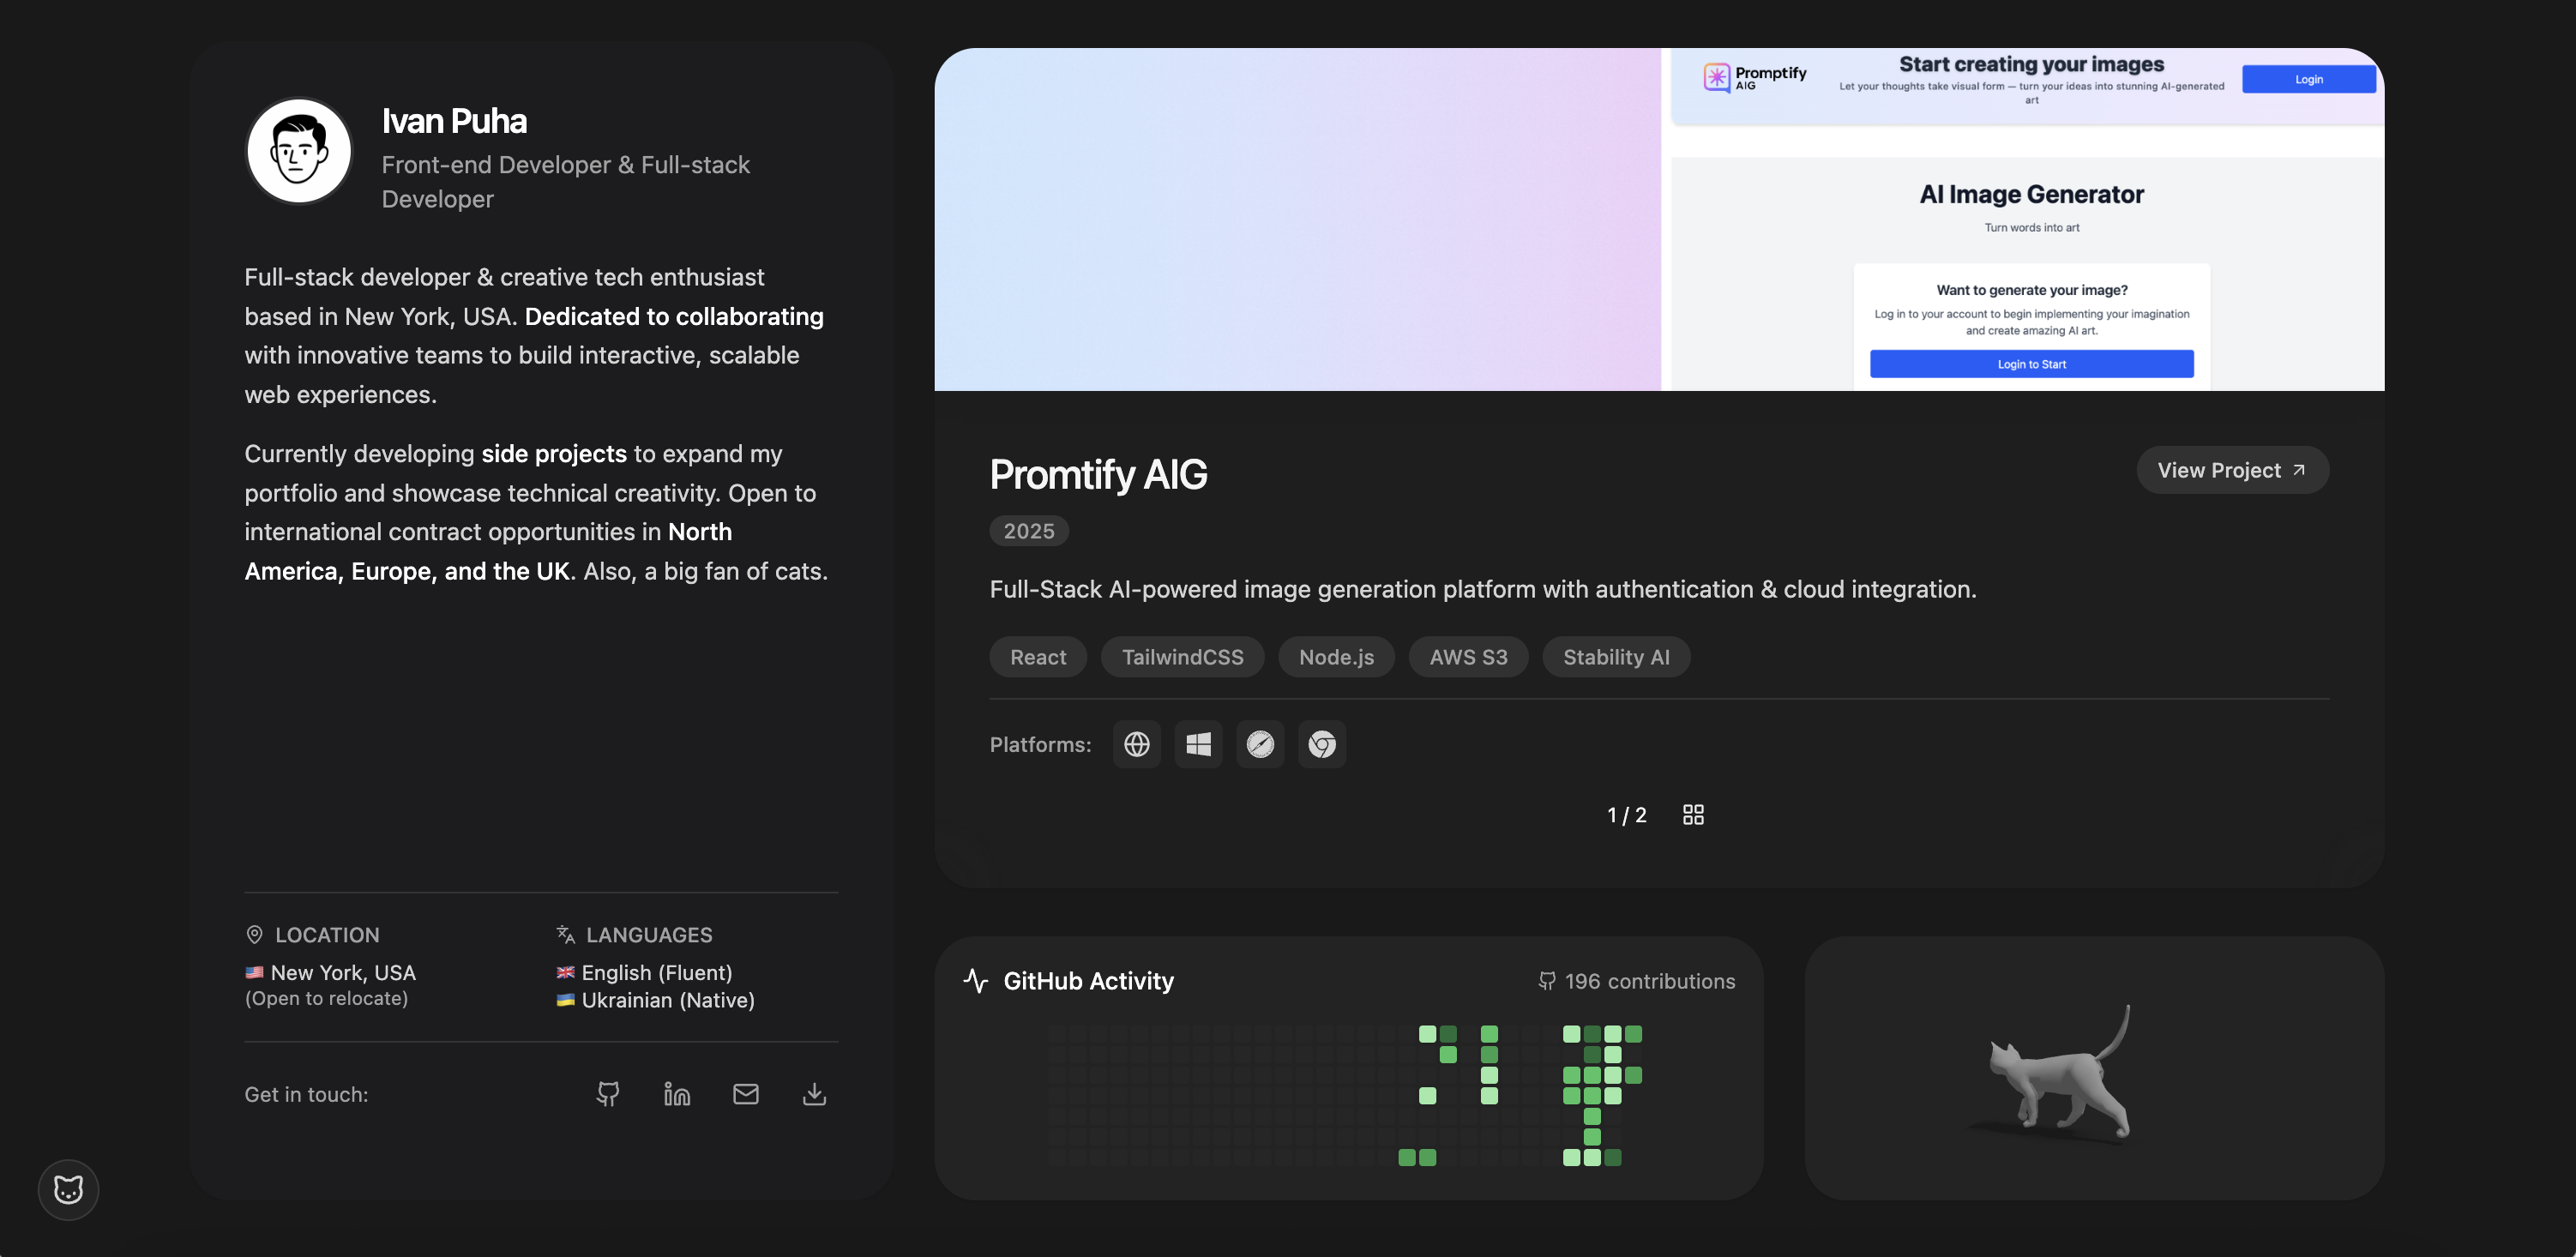 Ivan Puha
Front-end Developer & Full-stack
Developer
Full-stack developer & creative tech enthusiast
based in New York, USA. Dedicated to collaborating
with innovative teams to build interactive, scalable
web experiences.
Currently developing side projects to expand my
portfolio and showcase technical creativity. Open to
international contract opportunities in North
America, Europe, and the UK. Also, a big fan of cats.
LOCATION
🇺🇸 New York, USA
(Open to relocate)
LANGUAGES
🇬🇧 English (Fluent)
🇺🇦 Ukrainian (Native)
Get in touch:
Promptify
AIG
Start creating your images
Let your thoughts take visual form — turn your ideas into stunning AI-generated
art
Login
AI Image Generator
Turn words into art
Want to generate your image?
Log in to your account to begin implementing your imagination
and create amazing AI art.
Login to Start
Promtify AIG
View Project
2025
Full-Stack AI-powered image generation platform with authentication & cloud integration.
React TailwindCSS Node.js AWS S3 Stability AI
Platforms:
1 / 2
GitHub Activity
196 contributions